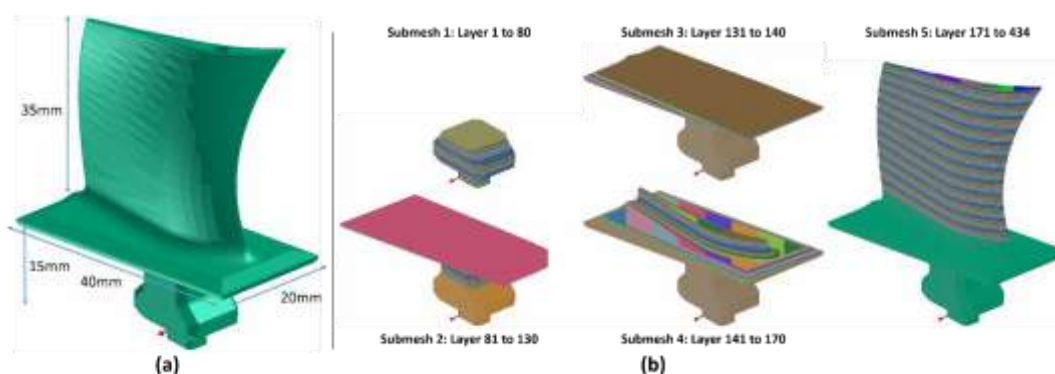 Submesh 1: Layer 1 to 80
Submesh 3: Layer 131 to 140
Submesh 5: Layer 171 to 434
35mm
15mm
40mm
20mm
Submesh 2: Layer 81 to 130
Submesh 4: Layer 141 to 170
(a)
(b)